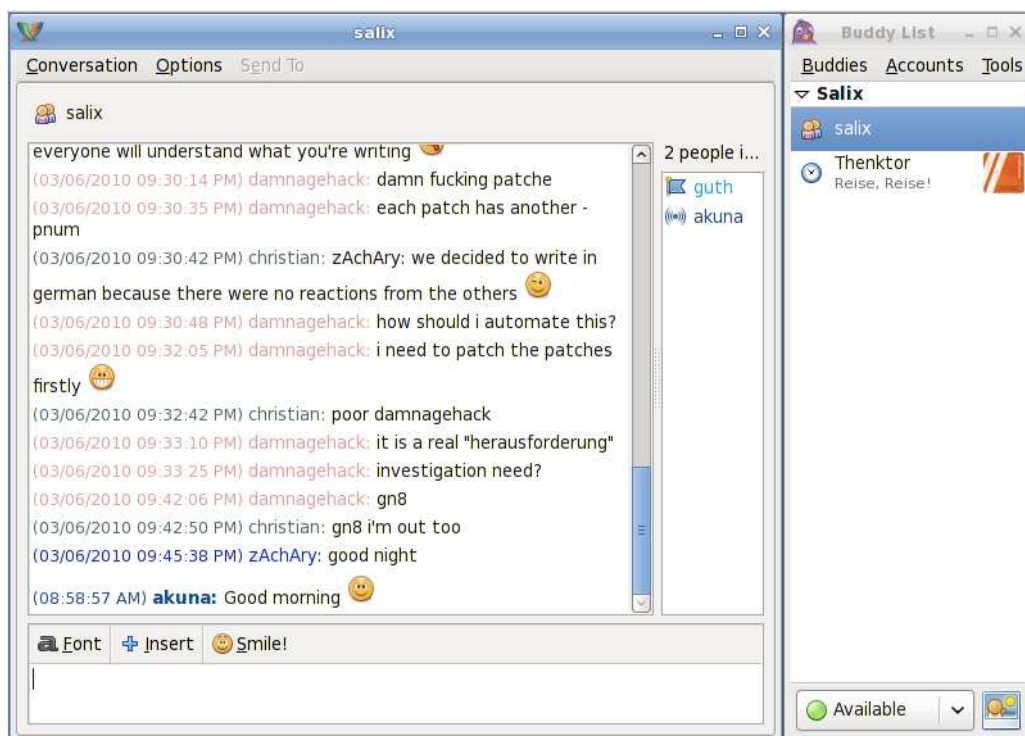 salix
Conversation Options Send To
salix
everyone will understand what you're writing
(03/06/2010 09:30:14 PM) damnagehack: damn fucking patche
(03/06/2010 09:30:35 PM) damnagehack: each patch has another -
pnum
(03/06/2010 09:30:42 PM) christian: zAchAry: we decided to write in
german because there were no reactions from the others
(03/06/2010 09:30:48 PM) damnagehack: how should i automate this?
(03/06/2010 09:32:05 PM) damnagehack: i need to patch the patches
firstly
(03/06/2010 09:32:42 PM) christian: poor damnagehack
(03/06/2010 09:33:10 PM) damnagehack: it is a real "herausforderung"
(03/06/2010 09:33:25 PM) damnagehack: investigation need?
(03/06/2010 09:42:06 PM) damnagehack: gn8
(03/06/2010 09:42:50 PM) christian: gn8 i'm out too
(03/06/2010 09:45:38 PM) zAchAry: good night
(08:58:57 AM) akuna: Good morning
2 people i...
guth
akuna
Font Insert Smile!
Buddy List
Buddies Accounts Tools
Salix
salix
Thenktor
Reise, Reise!
Available